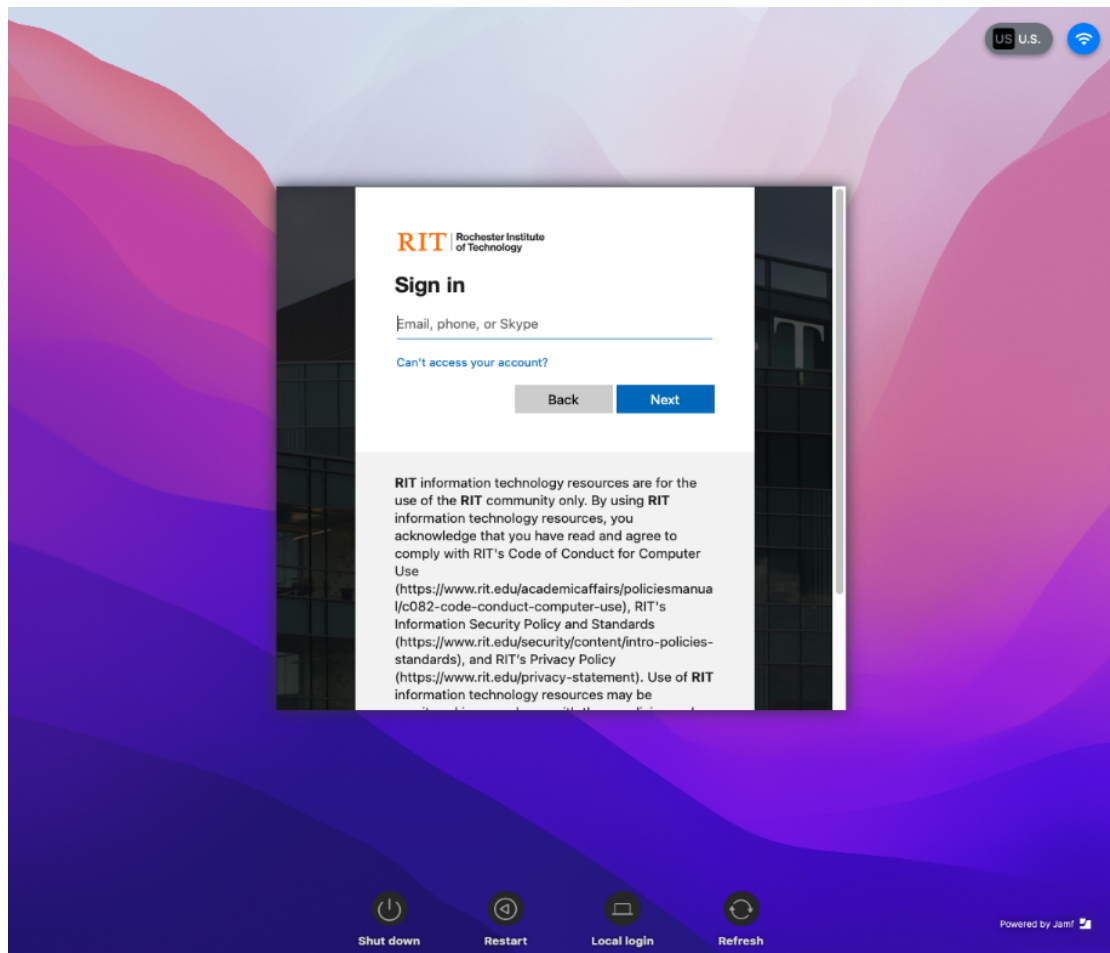 US U.S.
RIT Rochester Institute
of Technology
Sign in
Email, phone, or Skype
Can't access your account?
Back Next
RIT information technology resources are for the
use of the RIT community only. By using RIT
information technology resources, you
acknowledge that you have read and agree to
comply with RIT's Code of Conduct for Computer
Use
(https://www.rit.edu/academicaffairs/policiesmanua
l/c082-code-conduct-computer-use), RIT's
Information Security Policy and Standards
(https://www.rit.edu/security/content/intro-policies-
standards), and RIT's Privacy Policy
(https://www.rit.edu/privacy-statement). Use of RIT
information technology resources may be
Shut down Restart Local login Refresh
Powered by Jamf